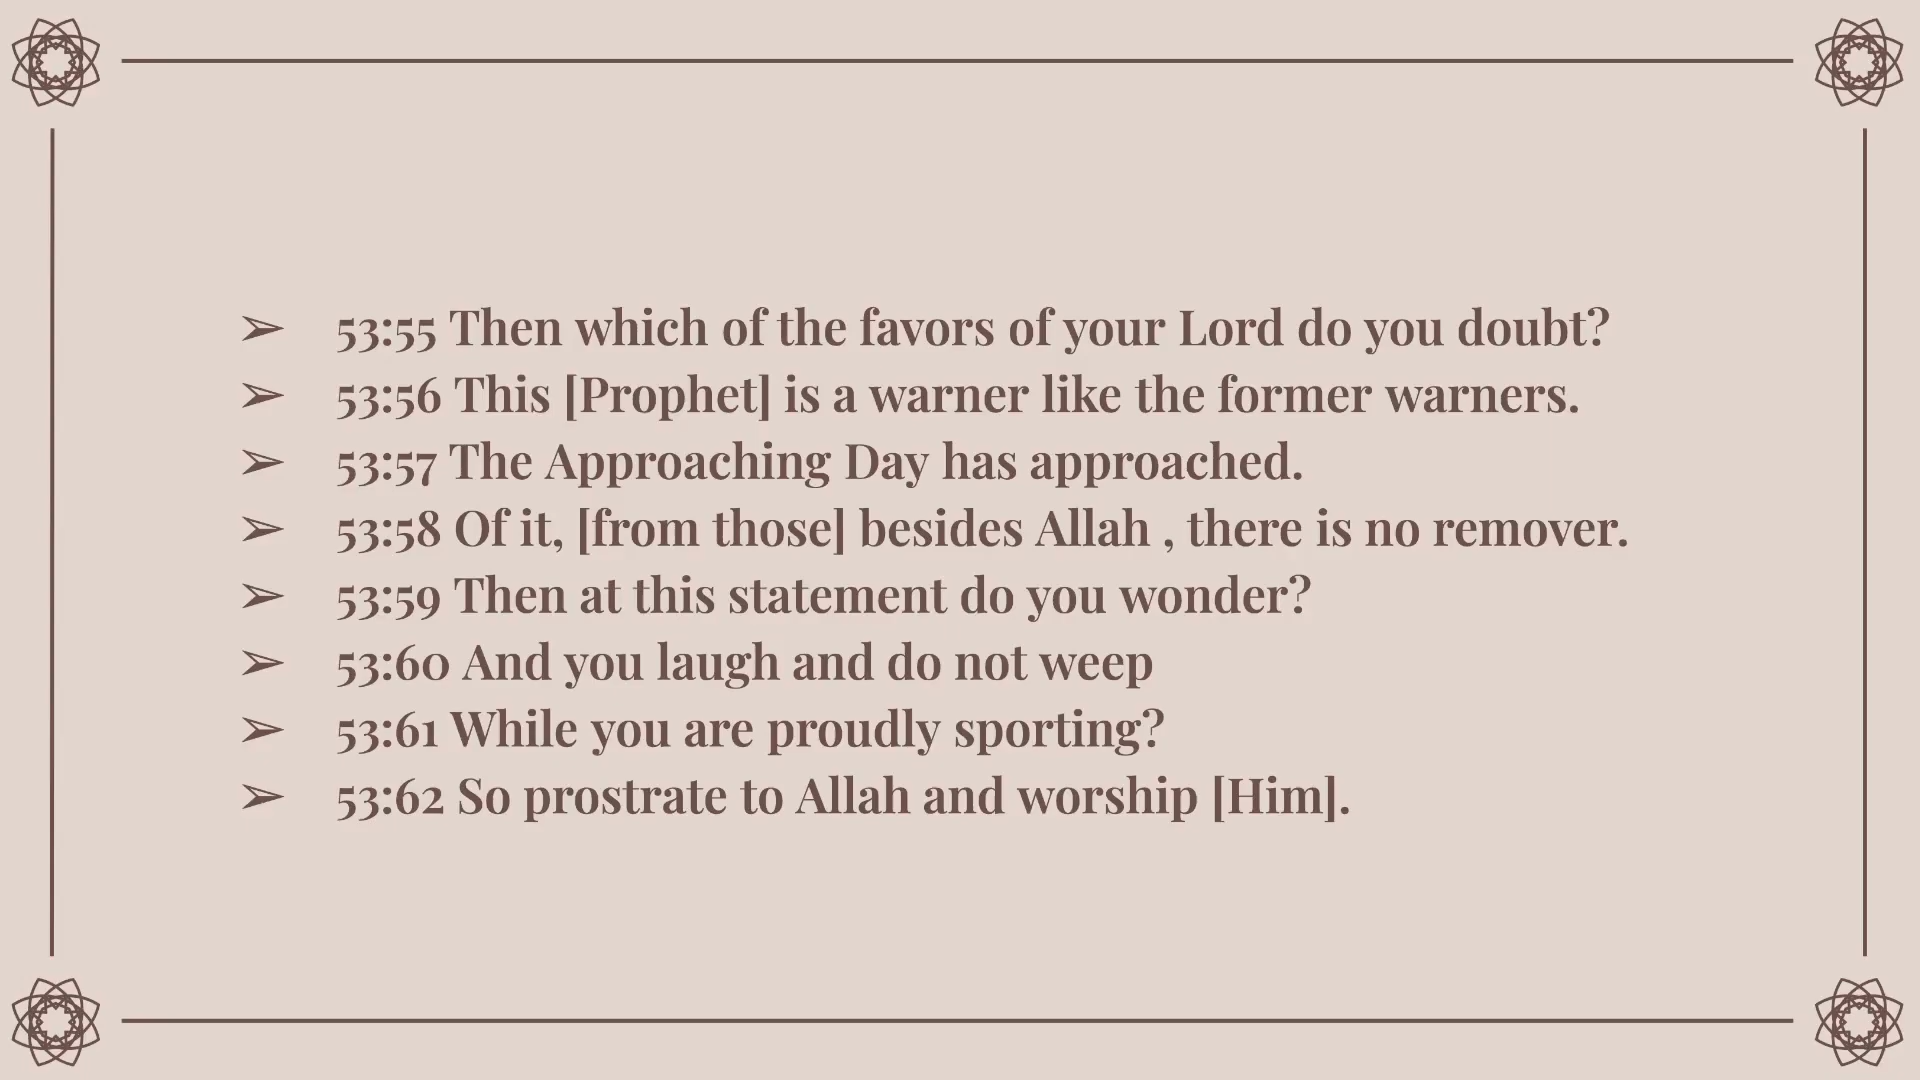 ➢ 53:55 Then which of the favors of your Lord do you doubt?
➢ 53:56 This [Prophet] is a warner like the former warners.
➢ 53:57 The Approaching Day has approached.
➢ 53:58 Of it, [from those] besides Allah , there is no remover.
➢ 53:59 Then at this statement do you wonder?
➢ 53:60 And you laugh and do not weep
➢ 53:61 While you are proudly sporting?
➢ 53:62 So prostrate to Allah and worship [Him].